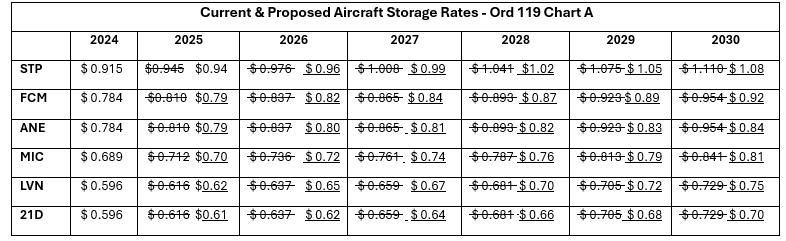 Current & Proposed Aircraft Storage Rates - Ord 119 Chart A
2024 2025 2026 2027 2028 2029 2030
STP $ 0.915 $0.945 $0.94 $ 0.976 $ 0.96 $ 1.008 $ 0.99 $ 1.041 $1.02 $ 1.075 $ 1.05 $ 1.110 $ 1.08
FCM $ 0.784 $0.810 $0.79 $ 0.837 $ 0.82 $ 0.865 $ 0.84 $ 0.893 $ 0.87 $ 0.923 $ 0.89 $ 0.954 $ 0.92
ANE $ 0.784 $ 0.810 $0.79 $ 0.837 $ 0.80 $ 0.865 $ 0.81 $ 0.893 $ 0.82 $ 0.923 $ 0.83 $ 0.954 $ 0.84
MIC $ 0.689 $ 0.712 $0.70 $ 0.736 $ 0.72 $ 0.761 $ 0.74 $ 0.787 $ 0.76 $ 0.813 $ 0.79 $ 0.841 $ 0.81
LVN $ 0.596 $ 0.616 $0.62 $ 0.637 $ 0.65 $ 0.659 $ 0.67 $ 0.681 $ 0.70 $ 0.705 $ 0.72 $ 0.729 $ 0.75
21D $ 0.596 $ 0.616 $0.61 $ 0.637 $ 0.62 $ 0.659 $ 0.64 $ 0.681 $ 0.66 $ 0.705 $ 0.68 $ 0.729 $ 0.70